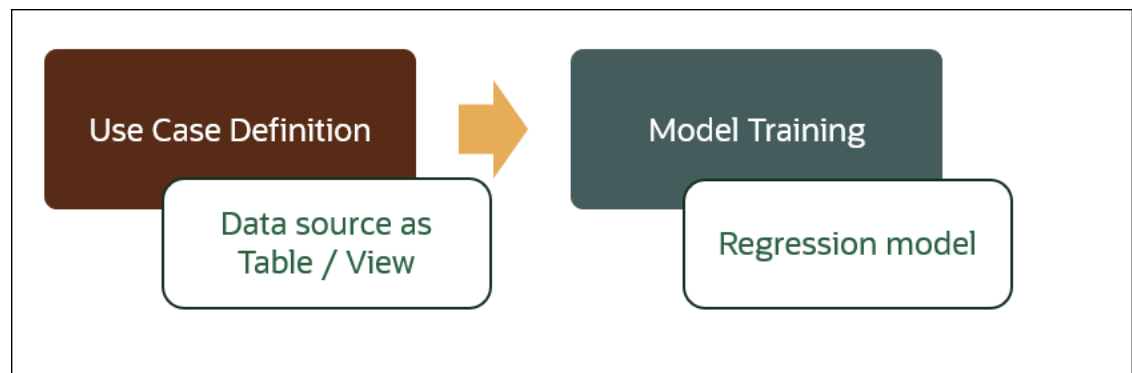 Use Case Definition
Data source as
Table / View
Model Training
Regression model